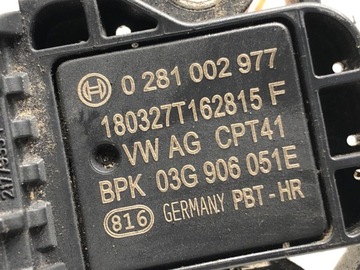 0 281 002 977
180327T162815 F
VW AG CPT41
BPK 03G 906 051E
816 GERMANY PBT-HR